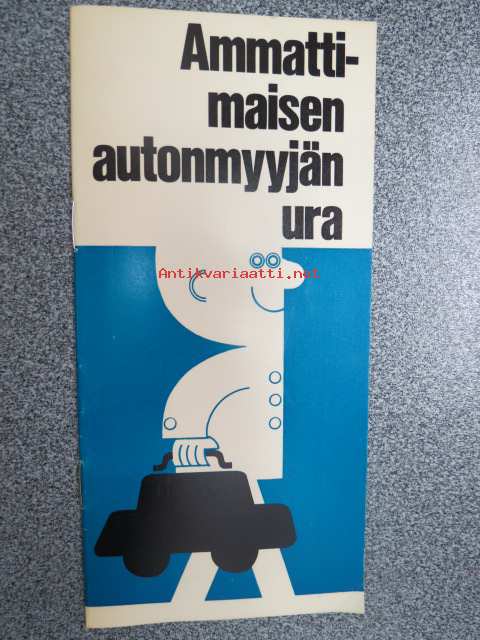 Ammatti-
maisen
autonmyyjän
ura
Antikvariaatti.net